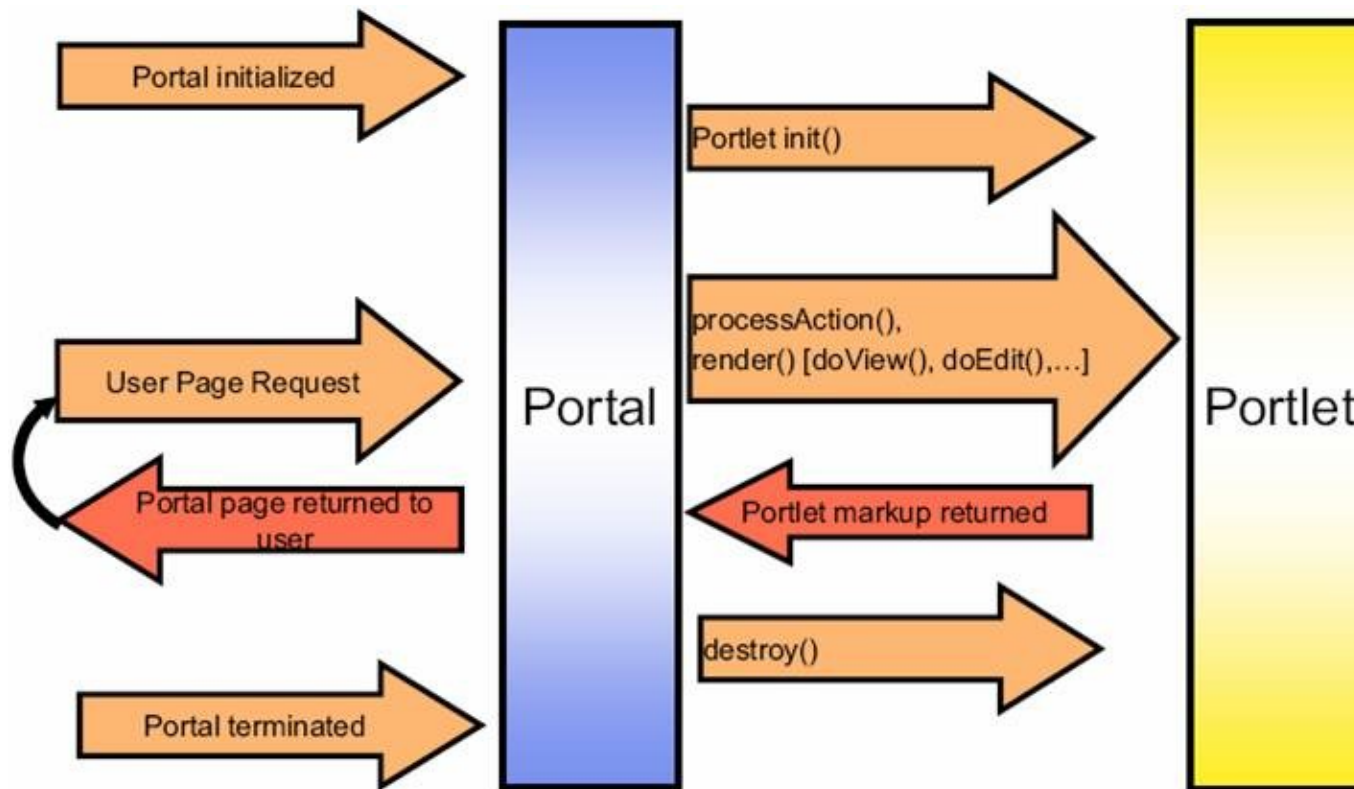 Portal initialized
Portlet init()
processAction(),
render() [doView(), doEdit(),...]
User Page Request
Portal
Portlet
Portal page returned to
user
Portlet markup returned
destroy()
Portal terminated